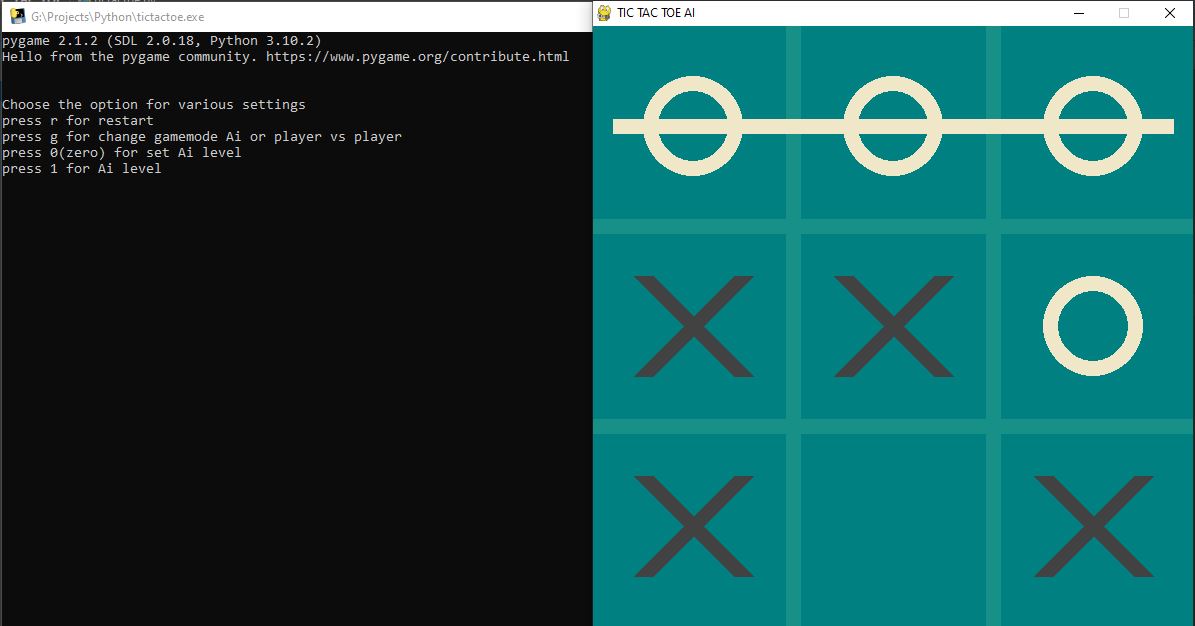 G:\Projects\Python\tictactoe.exe
TIC TAC TOE AI
pygame 2.1.2 (SDL 2.0.18, Python 3.10.2)
Hello from the pygame community. https://www.pygame.org/contribute.html
Choose the option for various settings
press r for restart
press g for change gamemode Ai or player vs player
press 0(zero) for set Ai level
press 1 for Ai level